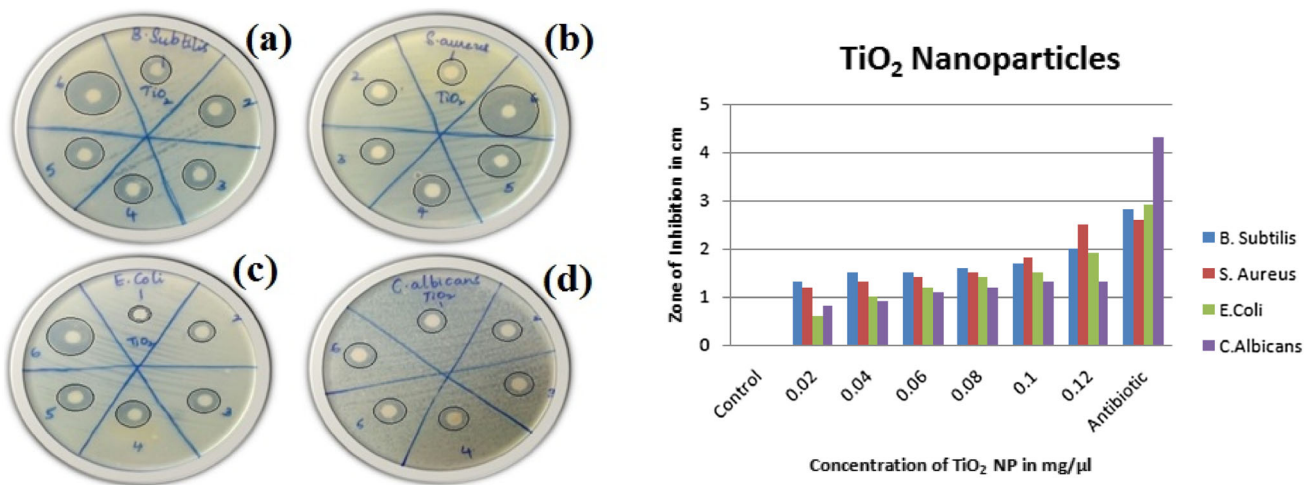 (a)
B. Subtilis
1
TiO2
2
3
4
5
6
(b)
S. aureus
1
TiO2
2
3
4
5
6
(c)
E. Coli
1
TiO2
2
3
4
5
6
(d)
C. albicans
TiO2
2
3
4
6
TiO₂ Nanoparticles
Zone of Inhibition in cm
5
4
3
2
1
0
Control
0.02
0.04
0.06
0.08
0.1
0.12
Antibiotic
Concentration of TiO₂ NP in mg/µl
B. Subtilis
S. Aureus
E.Coli
C.Albicans